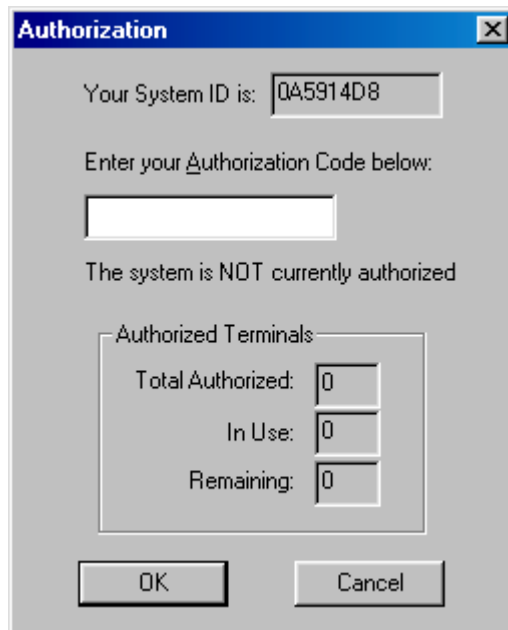 Authorization
Your System ID is: 0A5914D8
Enter your Authorization Code below:
The system is NOT currently authorized
Authorized Terminals
Total Authorized: 0
In Use: 0
Remaining: 0
OK Cancel